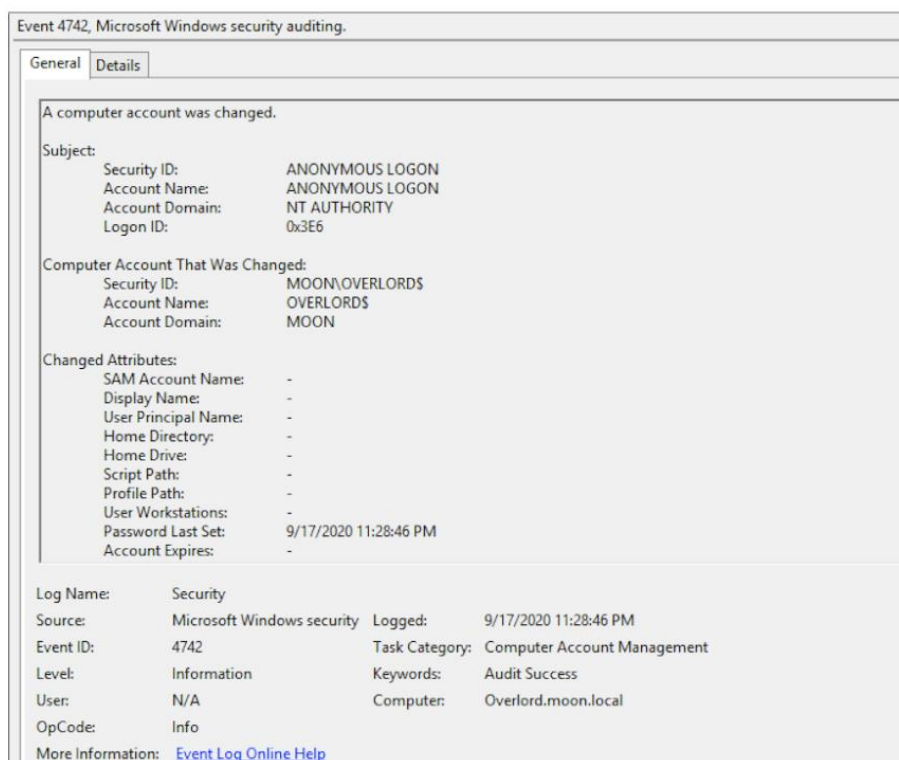 Event 4742, Microsoft Windows security auditing.
General Details
A computer account was changed.
Subject:
Security ID: ANONYMOUS LOGON
Account Name: ANONYMOUS LOGON
Account Domain: NT AUTHORITY
Logon ID: 0x3E6
Computer Account That Was Changed:
Security ID: MOON\OVERLORD$
Account Name: OVERLORD$
Account Domain: MOON
Changed Attributes:
SAM Account Name: -
Display Name: -
User Principal Name: -
Home Directory: -
Home Drive: -
Script Path: -
Profile Path: -
User Workstations: -
Password Last Set: 9/17/2020 11:28:46 PM
Account Expires: -
Log Name: Security
Source: Microsoft Windows security Logged: 9/17/2020 11:28:46 PM
Event ID: 4742 Task Category: Computer Account Management
Level: Information Keywords: Audit Success
User: N/A Computer: Overlord.moon.local
OpCode: Info
More Information: Event Log Online Help